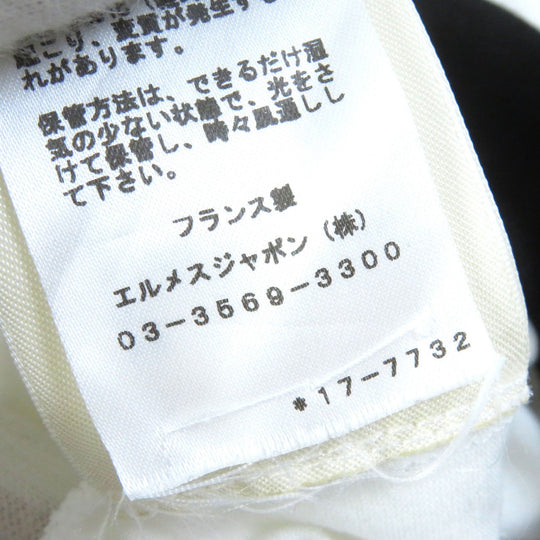 起こり、変質が発生する
れがあります。
保管方法は、できるだけ湿
気の少ない状態で、光をさ
けて保管し、時々風通しし
て下さい。
フランス製
エルメスジャポン（株）
03-3569-3300
*17-7732